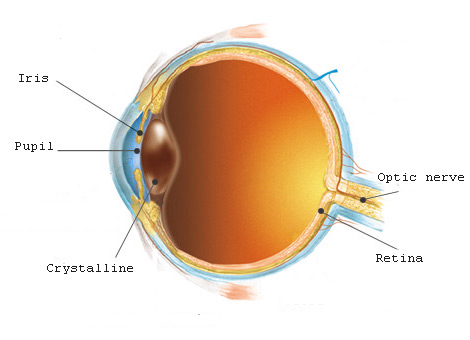 Iris
Pupil
Optic nerve
Retina
Crystalline